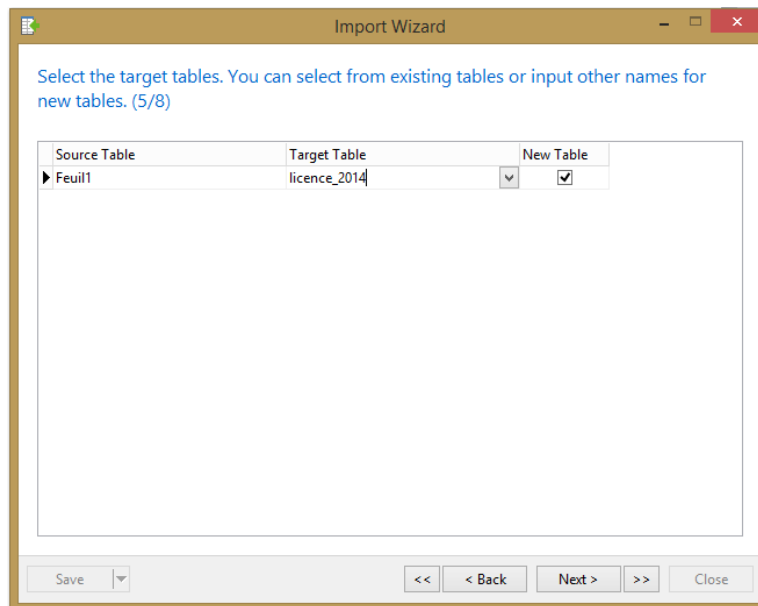 Import Wizard
Select the target tables. You can select from existing tables or input other names for
new tables. (5/8)
Source Table Target Table New Table
Feuil1 licence_2014
Save << < Back Next > >> Close